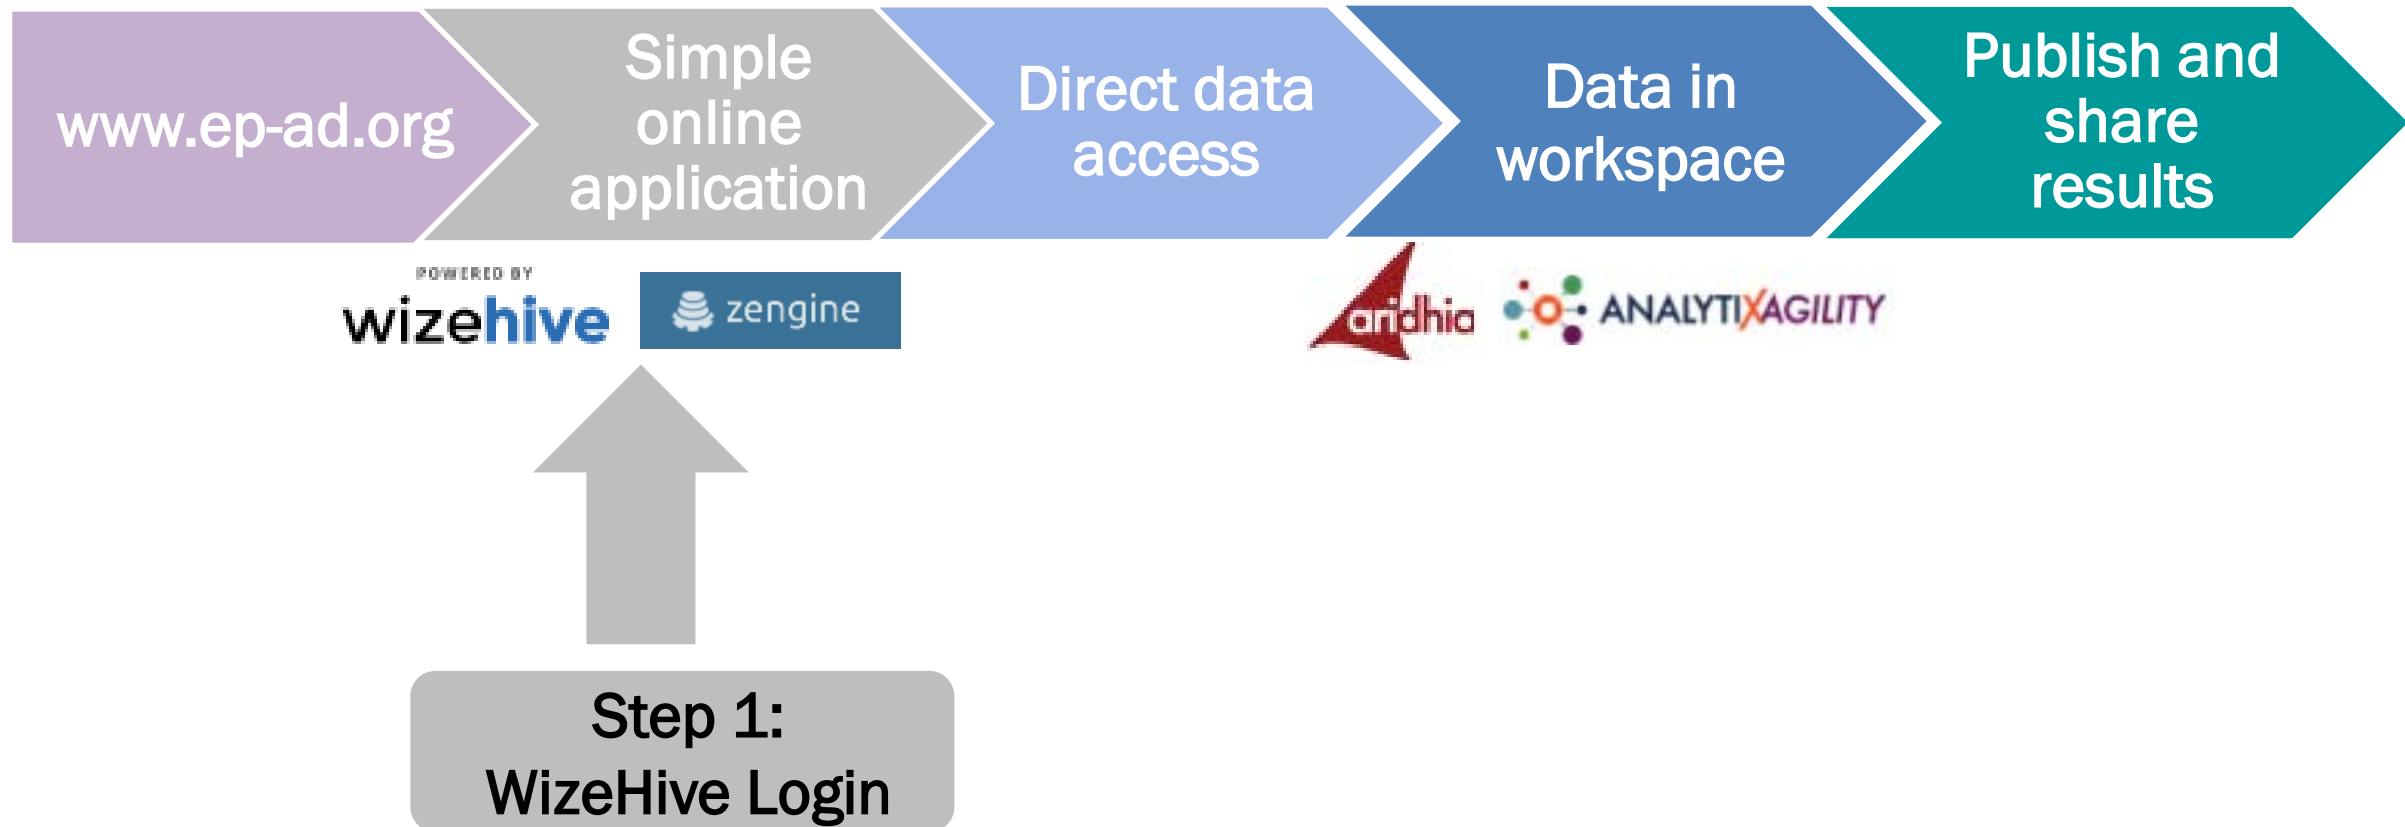 www.ep-ad.org
Simple
online
application
Direct data
access
Data in
workspace
Publish and
share
results
POWERED BY
wizehive
zengine
aridhia
ANALYTIXAGILITY
Step 1:
WizeHive Login